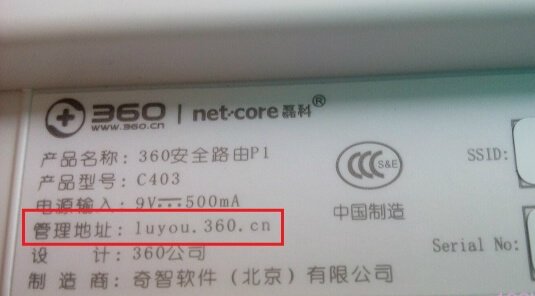 360 | net-core 磊科®
www.360.cn
产品名称: 360安全路由P1
产品型号: C403
电源输入: 9V⎓500mA
管理地址: luyou.360.cn
设 计: 360公司
制 造 商: 奇智软件（北京）有限公司
CCC S&E
中国制造
SSID:
Serial No: